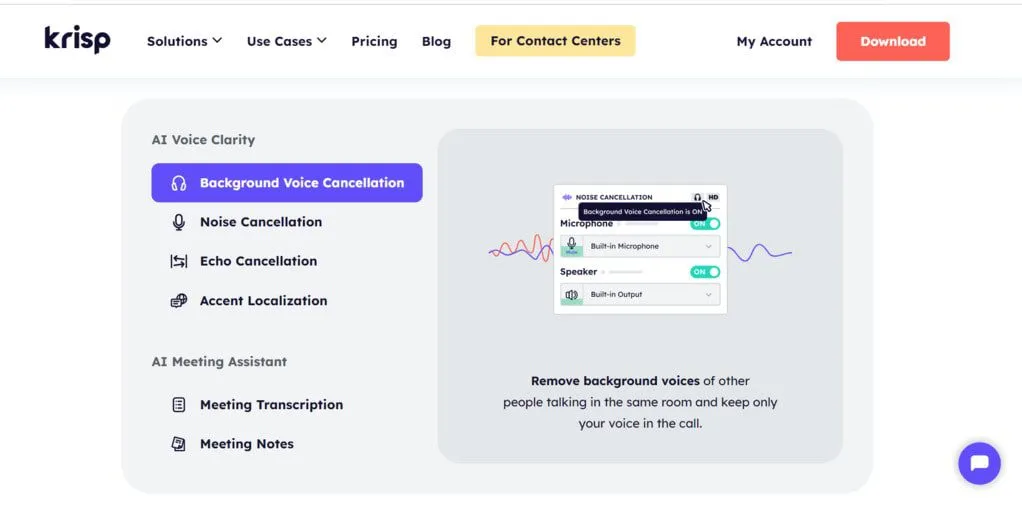 krisp
Solutions
Use Cases
Pricing
Blog
For Contact Centers
My Account
Download
AI Voice Clarity
Background Voice Cancellation
Noise Cancellation
Echo Cancellation
Accent Localization
AI Meeting Assistant
Meeting Transcription
Meeting Notes
NOISE CANCELLATION
HD
Background Voice Cancellation is ON
Microphone
ON
Built-in Microphone
Speaker
ON
Built-in Output
Remove background voices of other
people talking in the same room and keep only
your voice in the call.